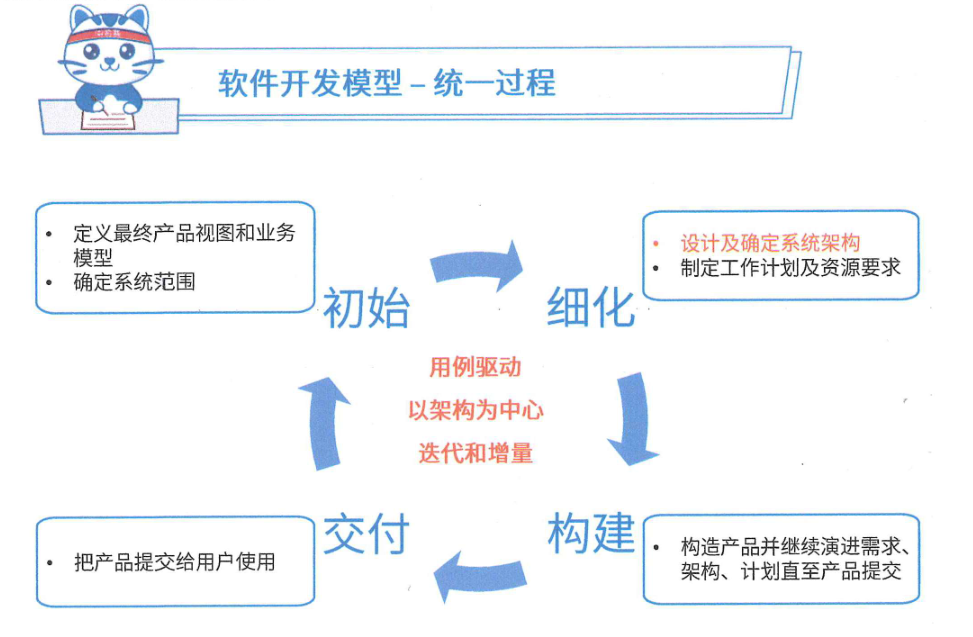 软件开发模型 – 统一过程
• 定义最终产品视图和业务
模型
• 确定系统范围
• 设计及确定系统架构
• 制定工作计划及资源要求
初始
细化
用例驱动
以架构为中心
迭代和增量
交付
构建
• 把产品提交给用户使用
• 构造产品并继续演进需求、
架构、计划直至产品提交